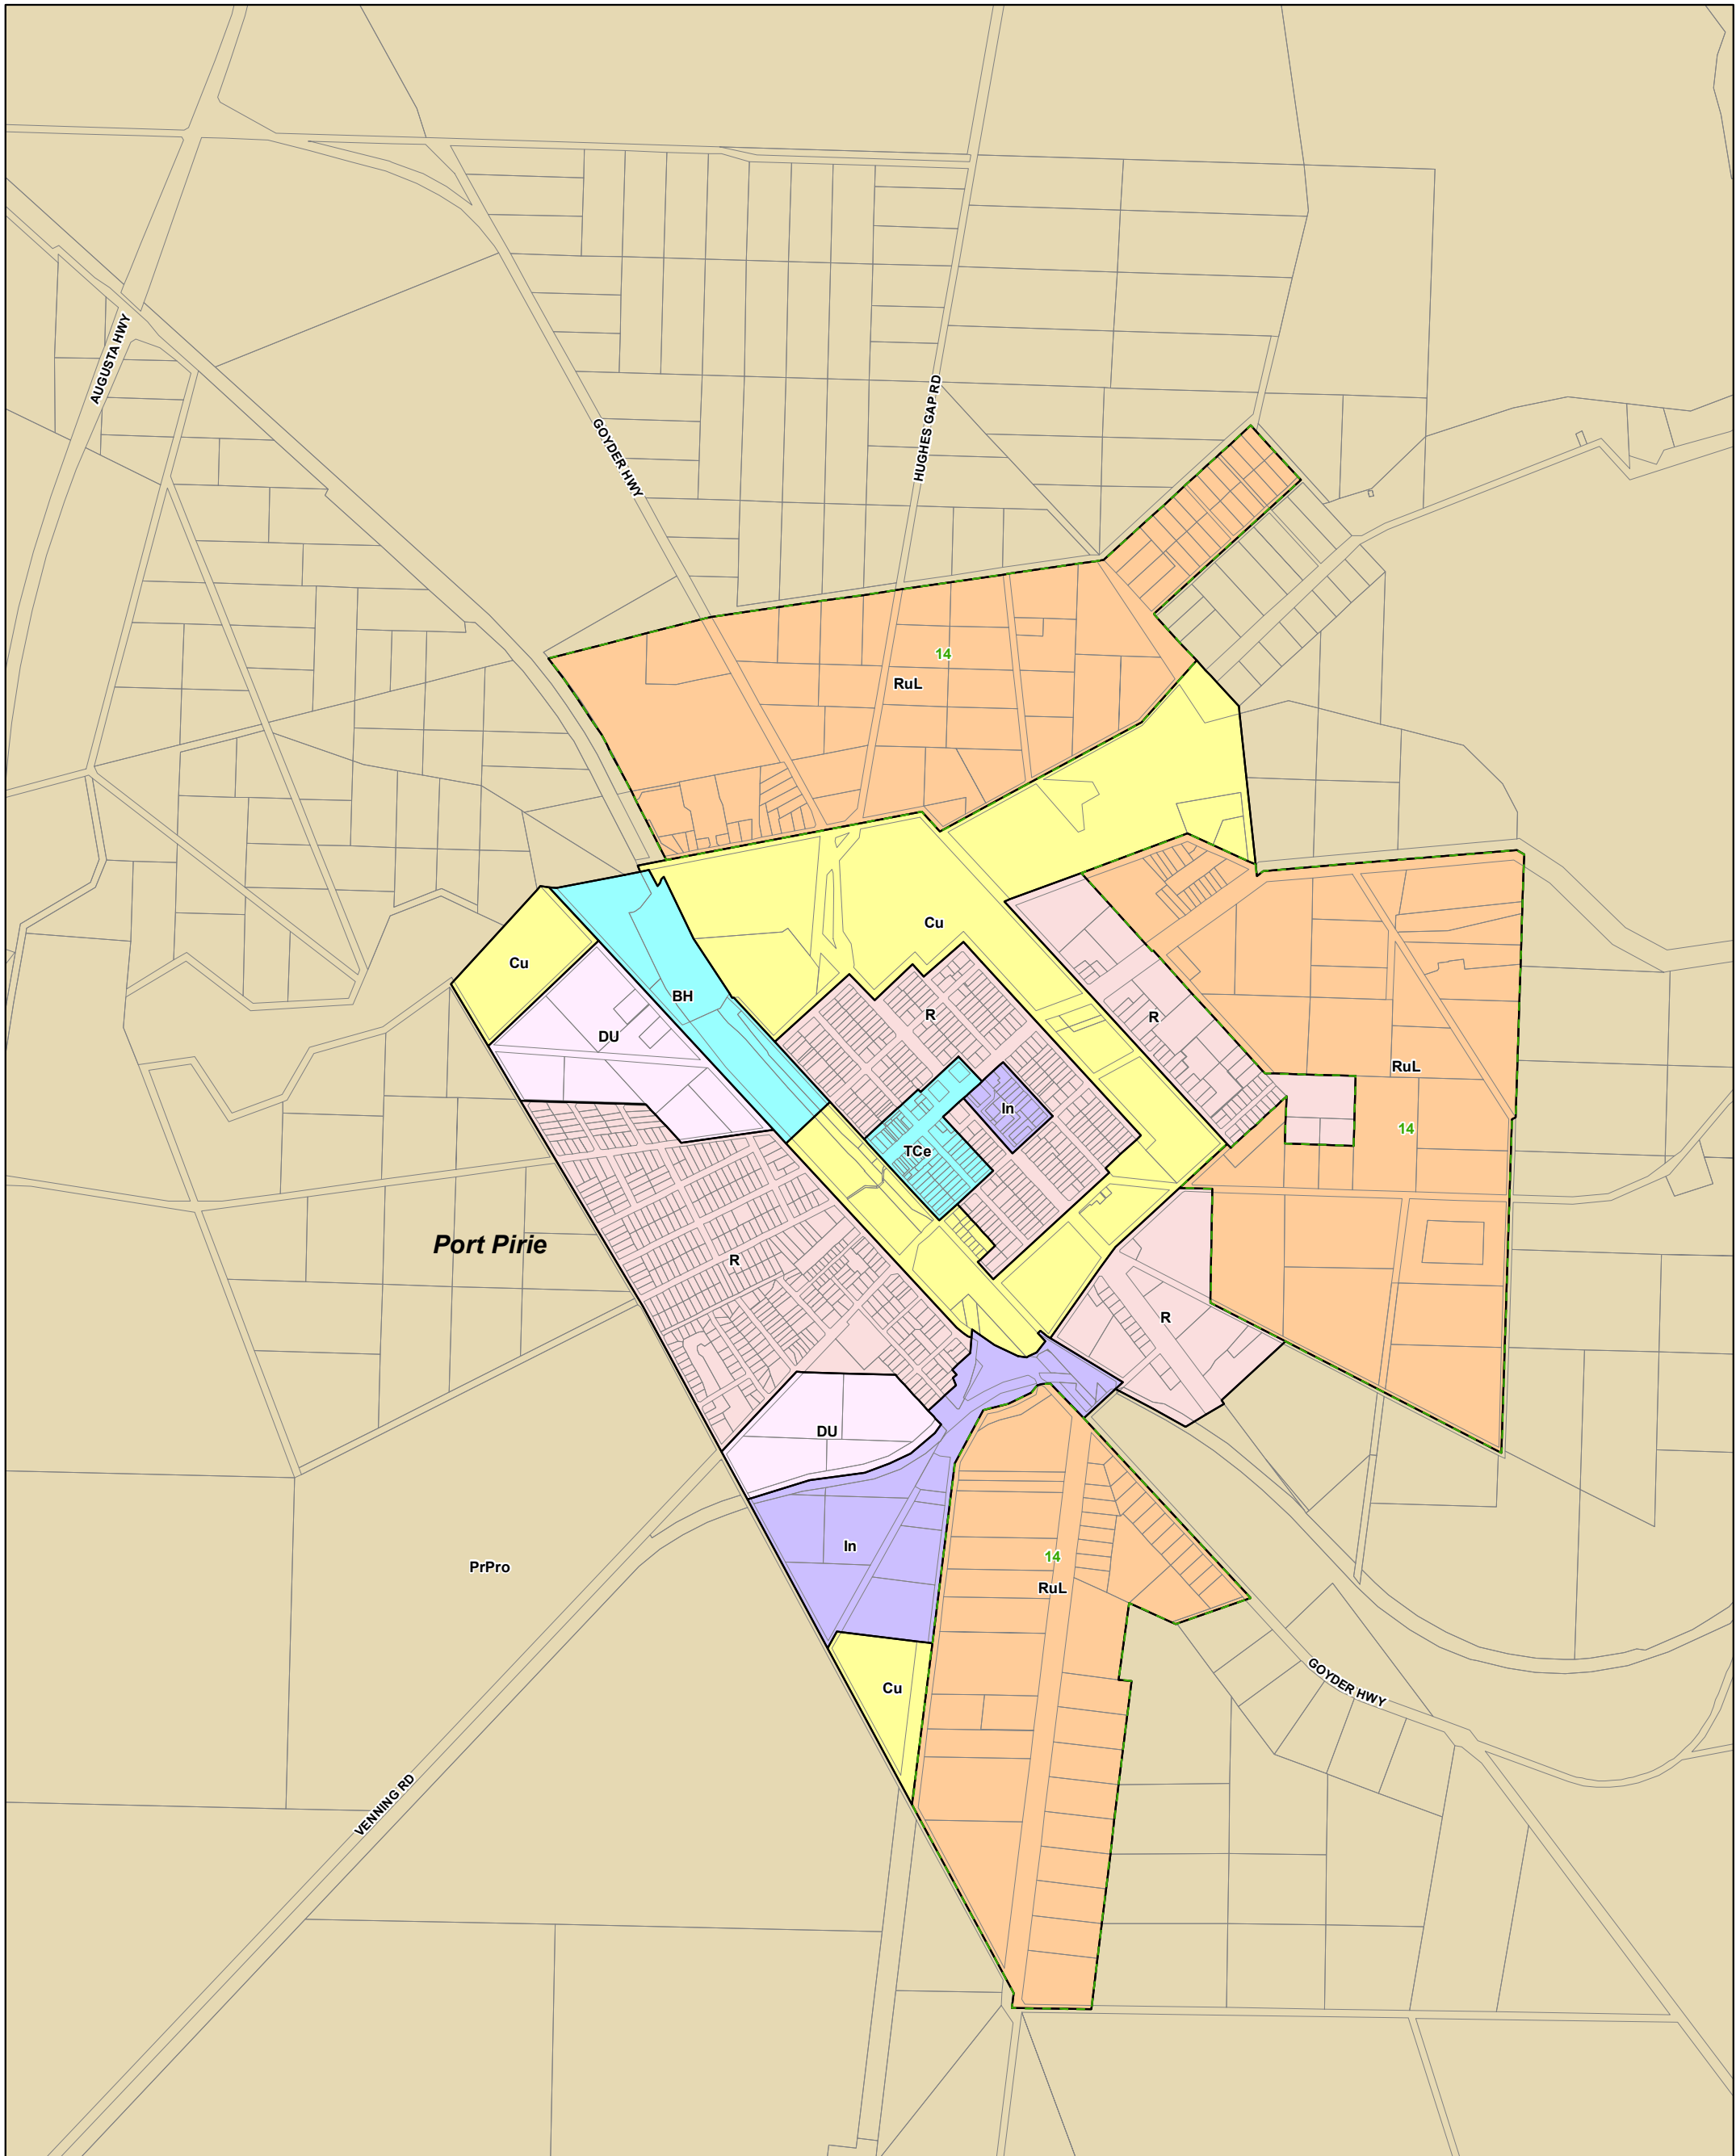 AUGUSTA HWY
GOYDER HWY
HUGHES GAP RD
14
RuL
Cu
Cu
BH
R
R
DU
RuL
In
14
TCe
Port Pirie
R
R
DU
In
14
PrPro
RuL
Cu
GOYDER HWY
VENNING RD